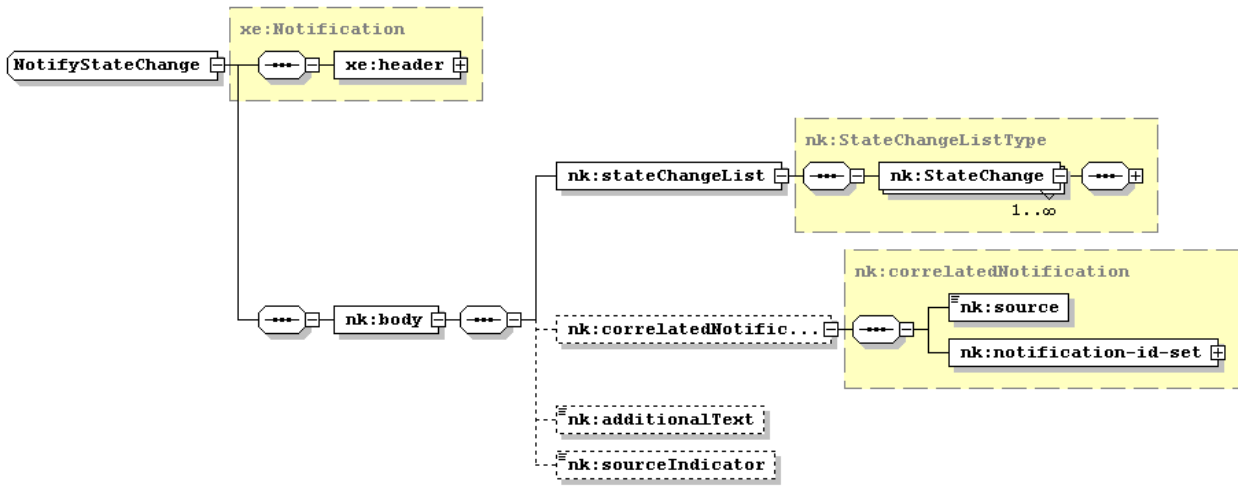 xe:Notification
NotifyStateChange
xe:header
nk:StateChangeListType
nk:stateChangeList
nk:StateChange
1..∞
nk:correlatedNotification
nk:source
nk:body
nk:correlatedNotific...
nk:notification-id-set
nk:additionalText
nk:sourceIndicator